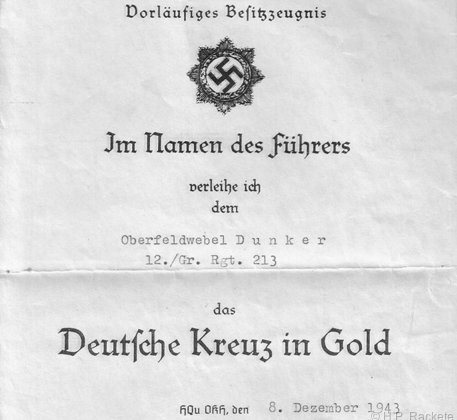 Vorläufiges Besitzzeugnis
Im Namen des Führers
verleihe ich
dem
Oberfeldwebel D u n k e r
12./Gr. Rgt. 213
das
Deutsche Kreuz in Gold
HQu OKH, den 8. Dezember 1943
© H.P. Rackete